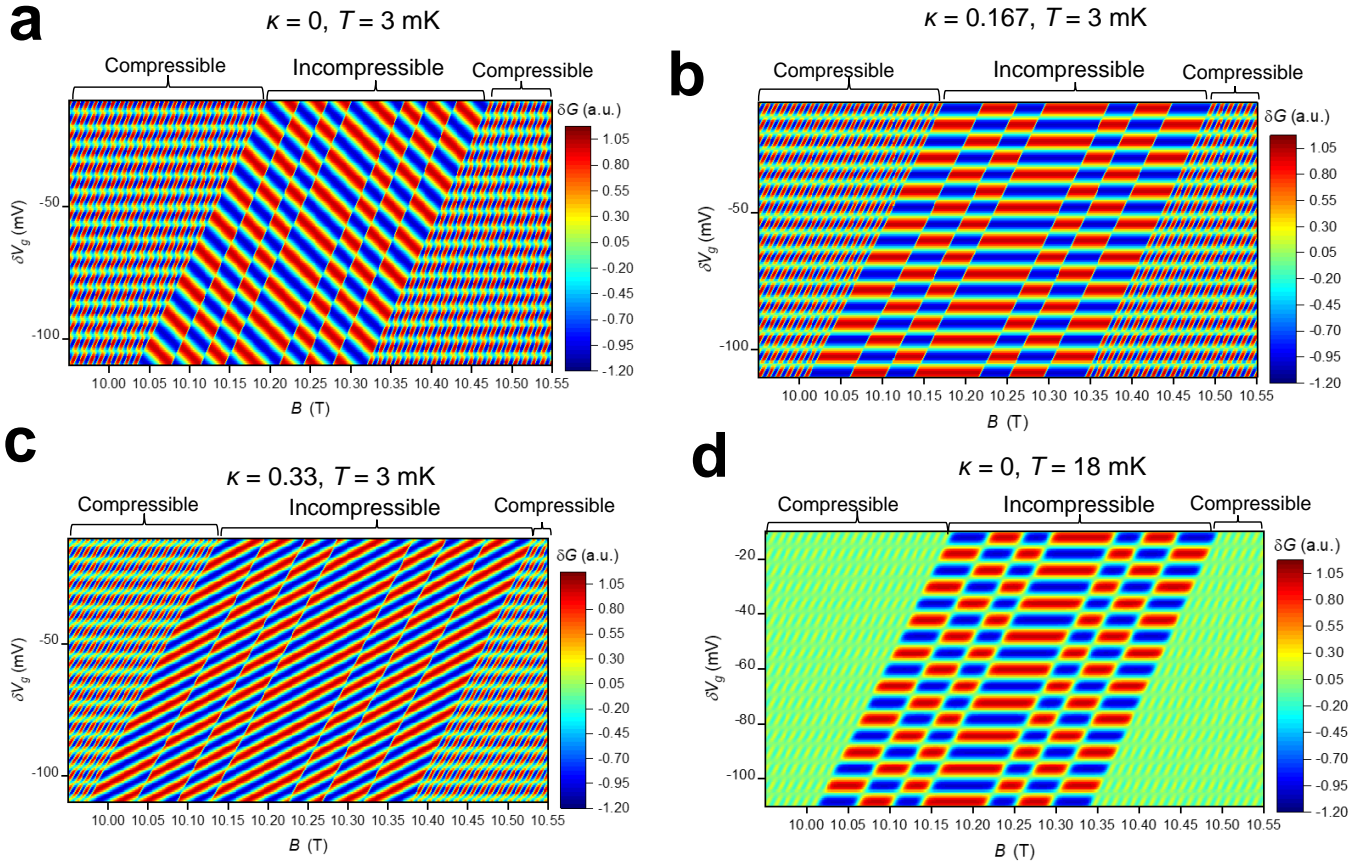 a
κ = 0, T = 3 mK
Compressible
Incompressible
Compressible
δG (a.u.)
1.05
0.80
0.55
0.30
0.05
-0.20
-0.45
-0.70
-0.95
-1.20
δVg (mV)
-50
-100
10.00 10.05 10.10 10.15 10.20 10.25 10.30 10.35 10.40 10.45 10.50 10.55
B (T)
b
κ = 0.167, T = 3 mK
Compressible
Incompressible
Compressible
δG (a.u.)
1.05
0.80
0.55
0.30
0.05
-0.20
-0.45
-0.70
-0.95
-1.20
δVg (mV)
-50
-100
10.00 10.05 10.10 10.15 10.20 10.25 10.30 10.35 10.40 10.45 10.50 10.55
B (T)
c
κ = 0.33, T = 3 mK
Compressible
Incompressible
Compressible
δG (a.u.)
1.05
0.80
0.55
0.30
0.05
-0.20
-0.45
-0.70
-0.95
-1.20
δVg (mV)
-50
-100
10.00 10.05 10.10 10.15 10.20 10.25 10.30 10.35 10.40 10.45 10.50 10.55
B (T)
d
κ = 0, T = 18 mK
Compressible
Incompressible
Compressible
δG (a.u.)
1.05
0.80
0.55
0.30
0.05
-0.20
-0.45
-0.70
-0.95
-1.20
δVg (mV)
-20
-40
-60
-80
-100
10.00 10.05 10.10 10.15 10.20 10.25 10.30 10.35 10.40 10.45 10.50 10.55
B (T)